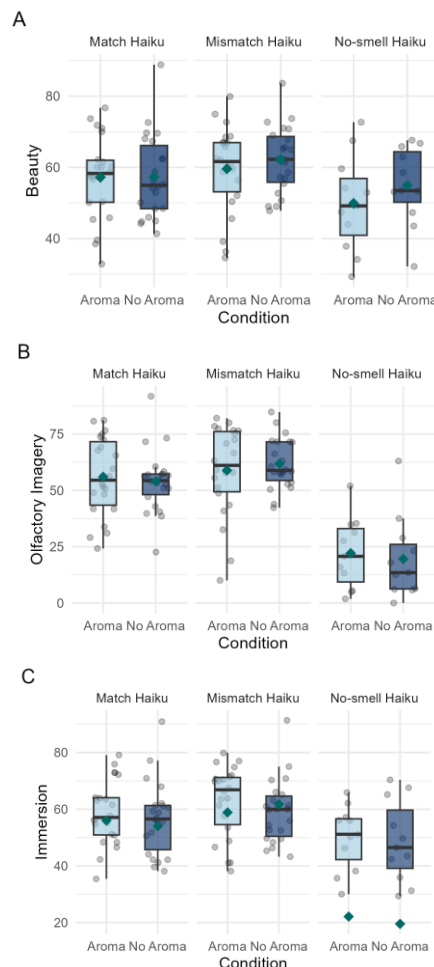 A
Match Haiku Mismatch Haiku No-smell Haiku
Beauty
80
60
40
Aroma No Aroma Aroma No Aroma Aroma No Aroma
Condition
B
Match Haiku Mismatch Haiku No-smell Haiku
Olfactory Imagery
75
50
25
0
Aroma No Aroma Aroma No Aroma Aroma No Aroma
Condition
C
Match Haiku Mismatch Haiku No-smell Haiku
Immersion
80
60
40
20
Aroma No Aroma Aroma No Aroma Aroma No Aroma
Condition